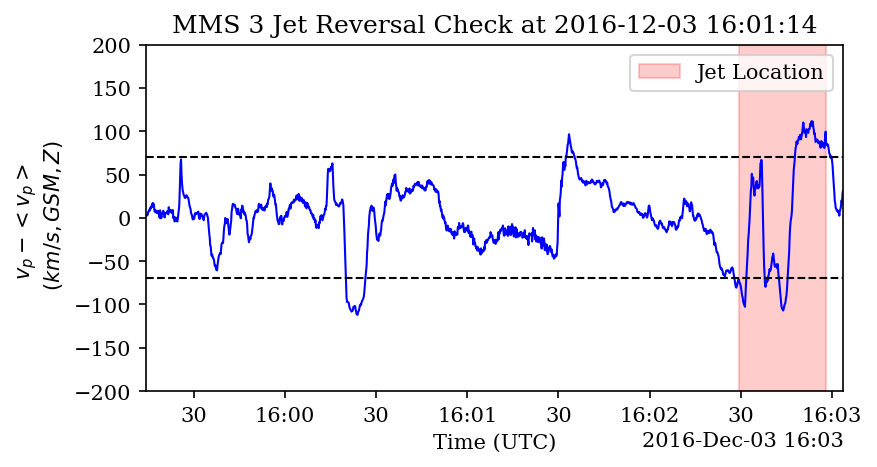 MMS 3 Jet Reversal Check at 2016-12-03 16:01:14
200
150
100
50
0
−50
−100
−150
−200
v_p − < v_p >
(km/s, GSM, Z)
Jet Location
30
16:00
30
16:01
30
16:02
30
16:03
Time (UTC)
2016-Dec-03 16:03